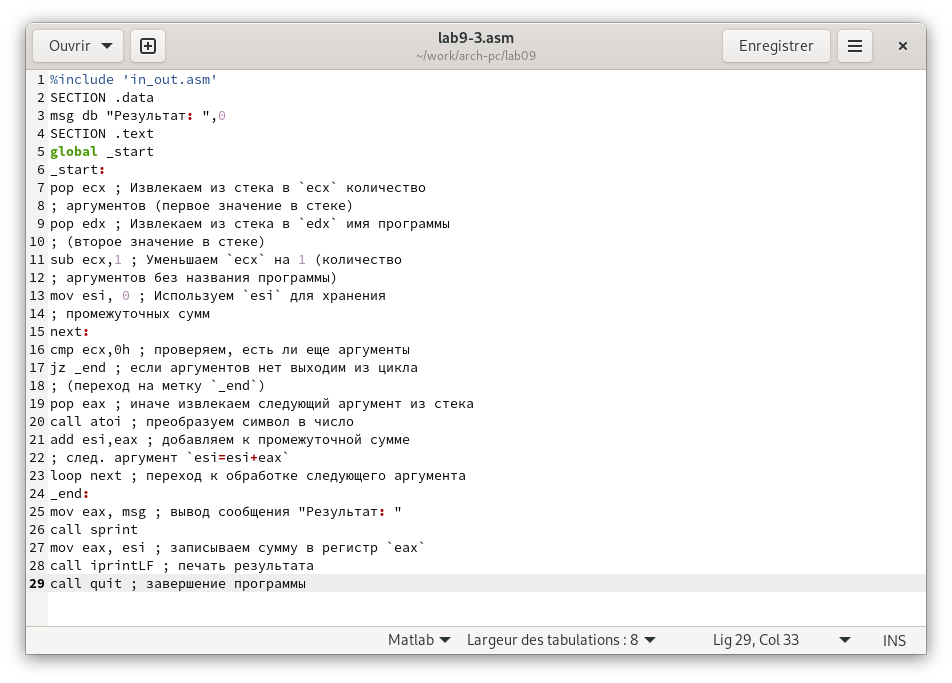 Ouvrir
lab9-3.asm
~/work/arch-pc/lab09
Enregistrer
1 %include 'in_out.asm'
2 SECTION .data
3 msg db "Результат: ",0
4 SECTION .text
5 global _start
6 _start:
7 pop ecx ; Извлекаем из стека в `ecx` количество
8 ; аргументов (первое значение в стеке)
9 pop edx ; Извлекаем из стека в `edx` имя программы
10 ; (второе значение в стеке)
11 sub ecx,1 ; Уменьшаем `ecx` на 1 (количество
12 ; аргументов без названия программы)
13 mov esi, 0 ; Используем `esi` для хранения
14 ; промежуточных сумм
15 next:
16 cmp ecx,0h ; проверяем, есть ли еще аргументы
17 jz _end ; если аргументов нет выходим из цикла
18 ; (переход на метку `_end`)
19 pop eax ; иначе извлекаем следующий аргумент из стека
20 call atoi ; преобразуем символ в число
21 add esi,eax ; добавляем к промежуточной сумме
22 ; след. аргумент `esi=esi+eax`
23 loop next ; переход к обработке следующего аргумента
24 _end:
25 mov eax, msg ; вывод сообщения "Результат: "
26 call sprint
27 mov eax, esi ; записываем сумму в регистр `eax`
28 call iprintLF ; печать результата
29 call quit ; завершение программы
Matlab Largeur des tabulations : 8 Lig 29, Col 33 INS